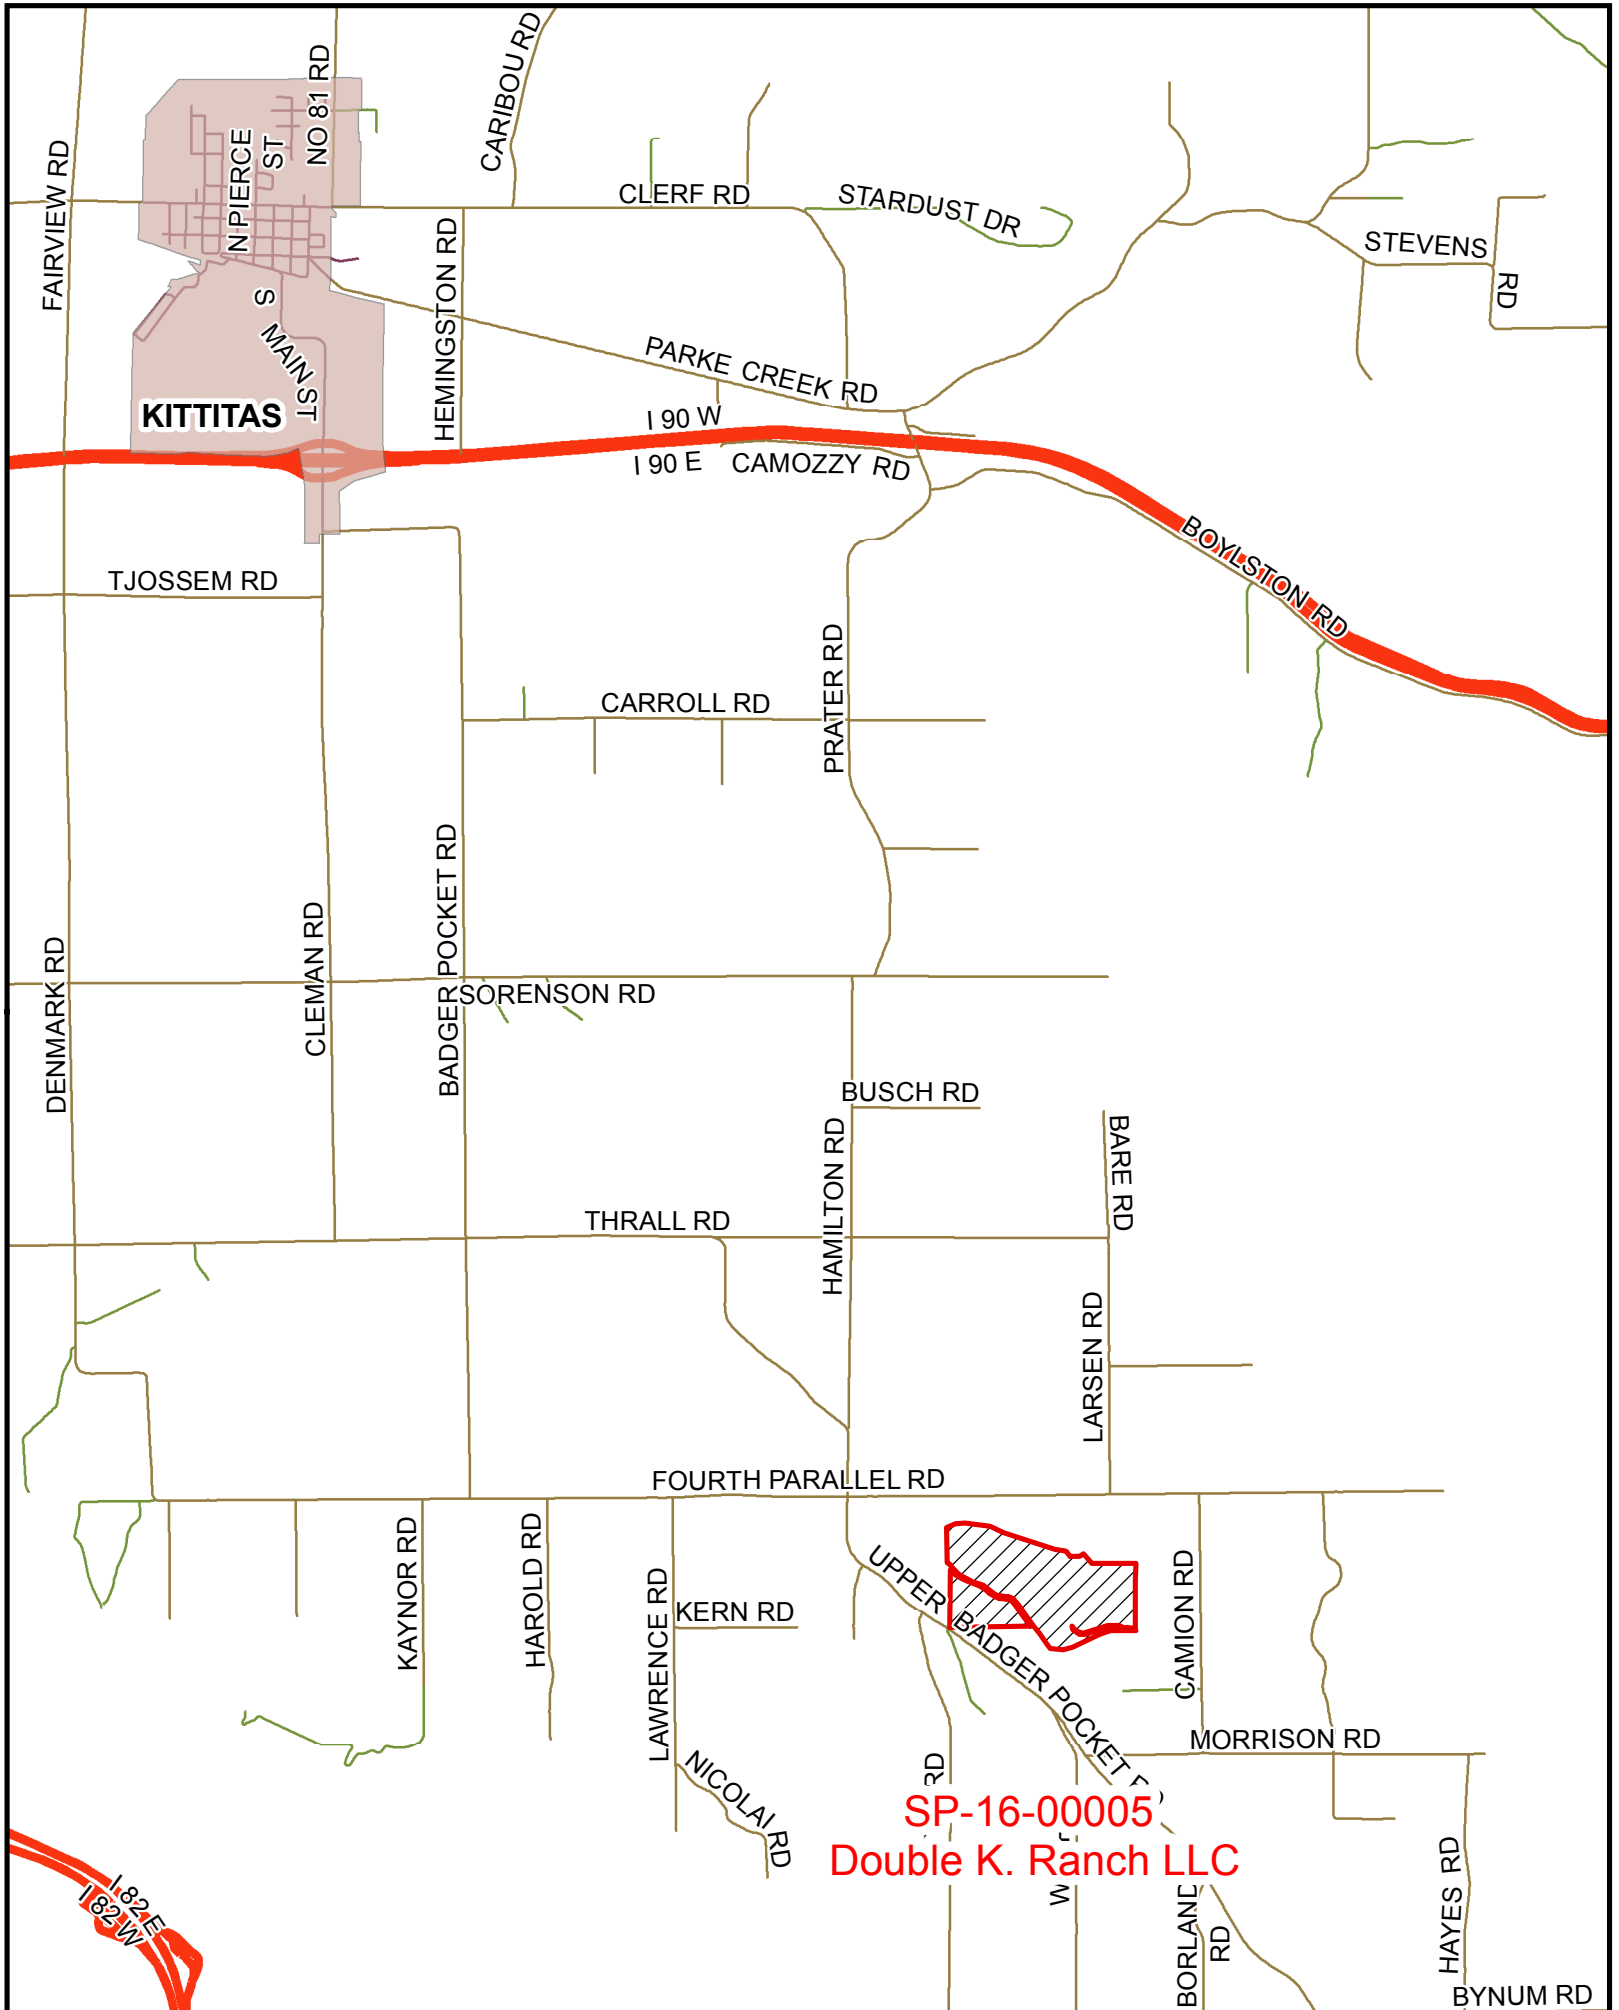 CARIBOU RD
NO 81 RD
FAIRVIEW RD
N PIERCE
ST
CLERF RD
STARDUST DR
STEVENS
RD
HEMINGSTON RD
S
MAIN ST
PARKE CREEK RD
KITTITAS
I 90 W
I 90 E
CAMOZZY RD
BOYLSTON RD
TJOSSEM RD
PRATER RD
CARROLL RD
BADGER POCKET RD
CLEMAN RD
DENMARK RD
SORENSON RD
BUSCH RD
HAMILTON RD
BARE RD
THRALL RD
LARSEN RD
FOURTH PARALLEL RD
KAYNOR RD
HAROLD RD
LAWRENCE RD
KERN RD
UPPER BADGER POCKET
CAMION RD
MORRISON RD
NICOLAI RD
RD
SP-16-00005
Double K. Ranch LLC
W
I 82 E
I 82 W
BORLAND
RD
HAYES RD
BYNUM RD